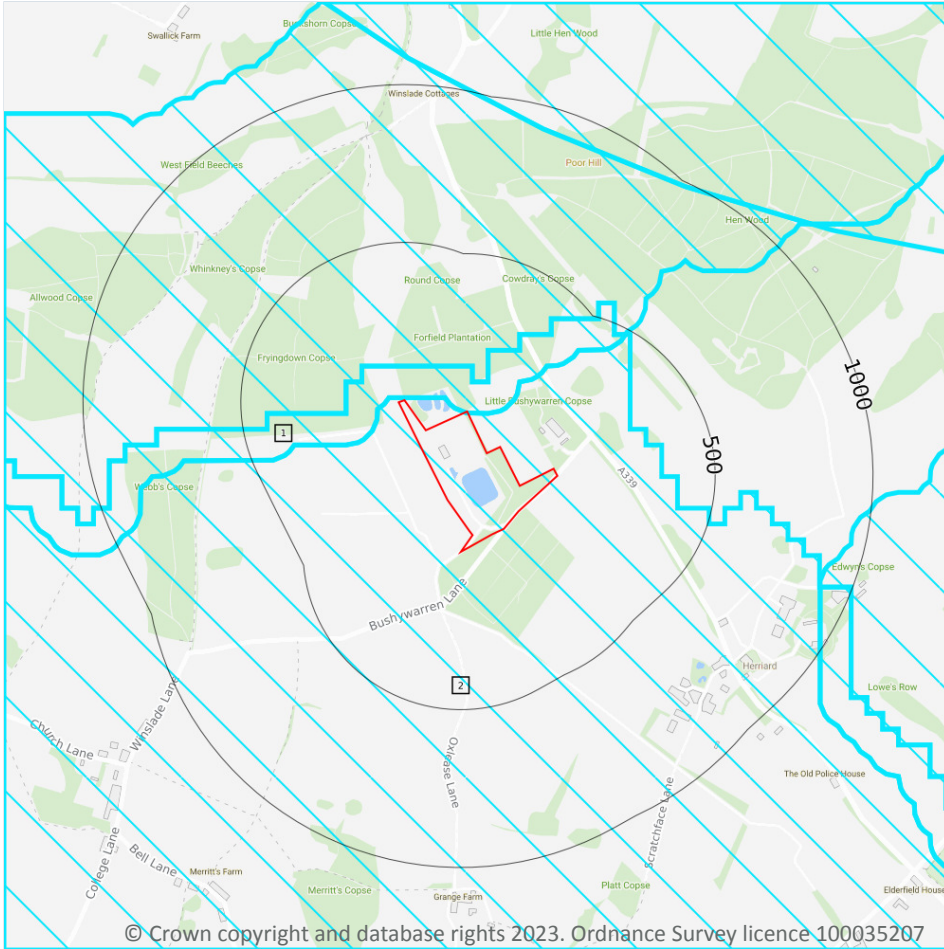 Swallick Farm
Buckshorn Copse
Little Hen Wood
Winslade Cottages
West Field Beeches
Poor Hill
Hen Wood
Whinkney's Copse
Allwood Copse
Round Copse
Cowdray's Copse
Forfield Plantation
Fryingdown Copse
1000
Little Bushywarren Copse
1
500
A339
Webb's Copse
Edwyn's Copse
Bushywarren Lane
Herriard
2
Lowe's Row
Winslade Lane
Church Lane
Oxlease Lane
The Old Police House
Scratchface Lane
College Lane
Bell Lane
Merritt's Farm
Merritt's Copse
Platt Copse
Grange Farm
Elderfield House
© Crown copyright and database rights 2023. Ordnance Survey licence 100035207